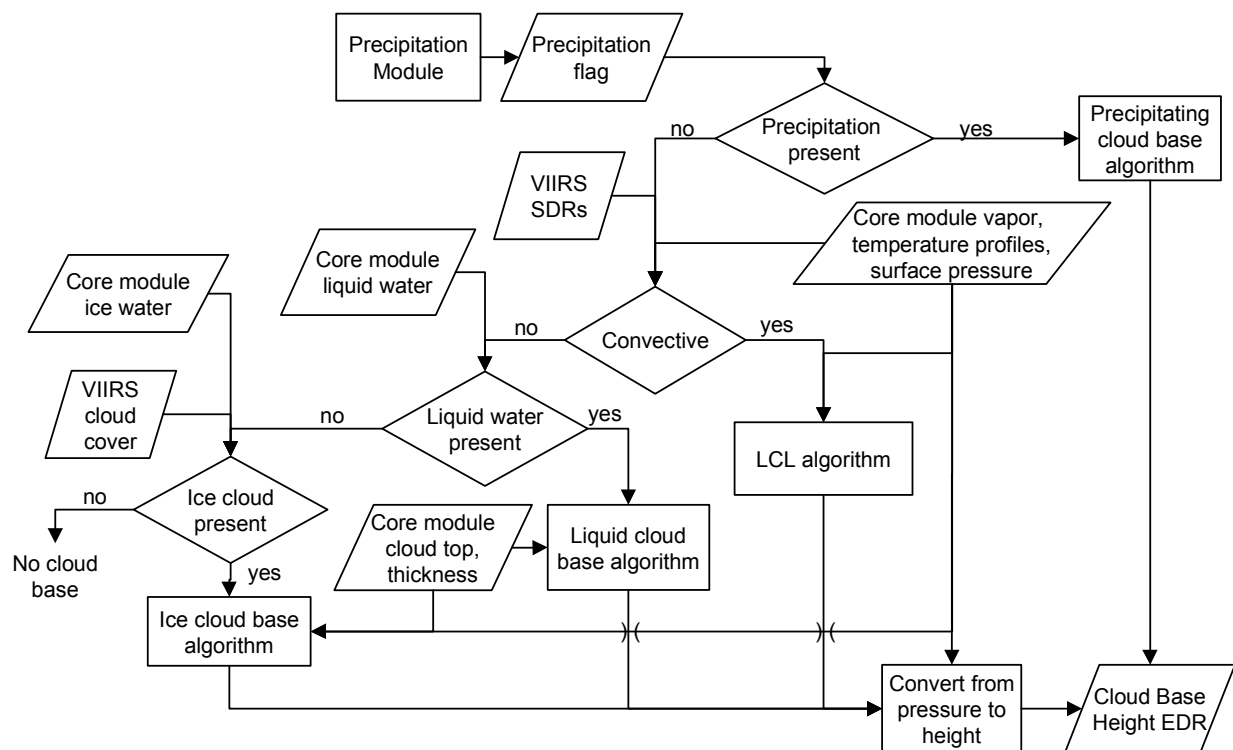 Precipitation
Module
Precipitation
flag
Precipitation
present
no
yes
Precipitating
cloud base
algorithm
VIIRS
SDRs
Core module vapor,
temperature profiles,
surface pressure
Core module
liquid water
Core module
ice water
Convective
no
yes
VIIRS
cloud
cover
no
Liquid water
present
yes
LCL algorithm
no
Ice cloud
present
yes
No cloud
base
Core module
cloud top,
thickness
Liquid cloud
base algorithm
Ice cloud base
algorithm
) (
) (
Convert from
pressure to
height
Cloud Base
Height EDR